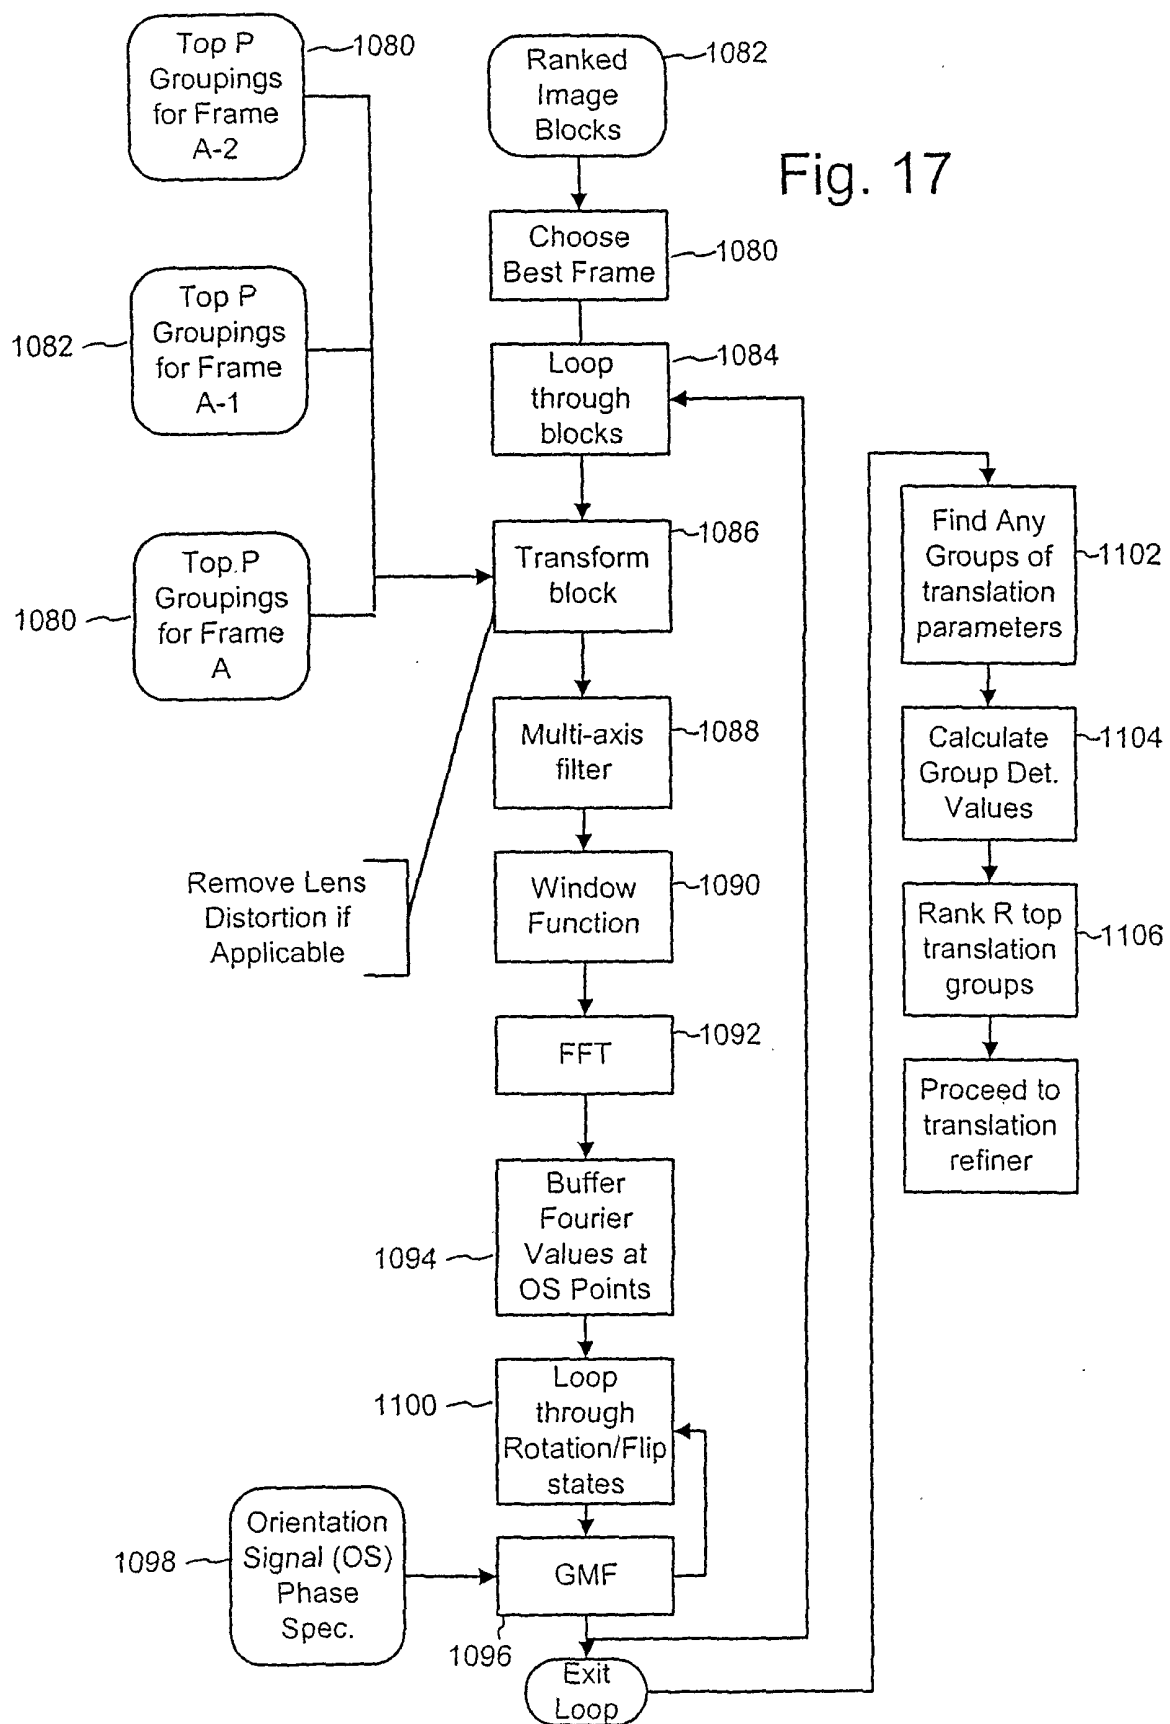 Top P
Groupings
for Frame
A-2
1080
Ranked
Image
Blocks
1082
Fig. 17
Choose
Best Frame
1080
Top P
Groupings
for Frame
A-1
1082
Loop
through
blocks
1084
Top P
Groupings
for Frame
A
1080
Transform
block
1086
Find Any
Groups of
translation
parameters
1102
Multi-axis
filter
1088
Calculate
Group Det.
Values
1104
Remove Lens
Distortion if
Applicable
Window
Function
1090
Rank R top
translation
groups
1106
FFT
1092
Proceed to
translation
refiner
Buffer
Fourier
Values at
OS Points
1094
Loop
through
Rotation/Flip
states
1100
Orientation
Signal (OS)
Phase
Spec.
1098
GMF
1096
Exit
Loop